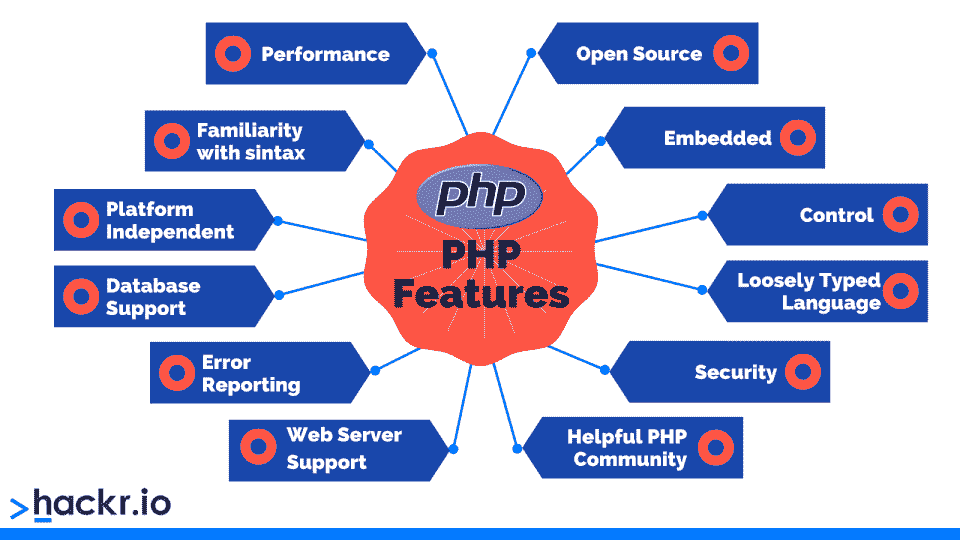 Performance
Open Source
Familiarity
with sintax
Embedded
Platform
Independent
Control
Database
Support
Loosely Typed
Language
Error
Reporting
Security
Web Server
Support
Helpful PHP
Community
php
PHP
Features
>hackr.io